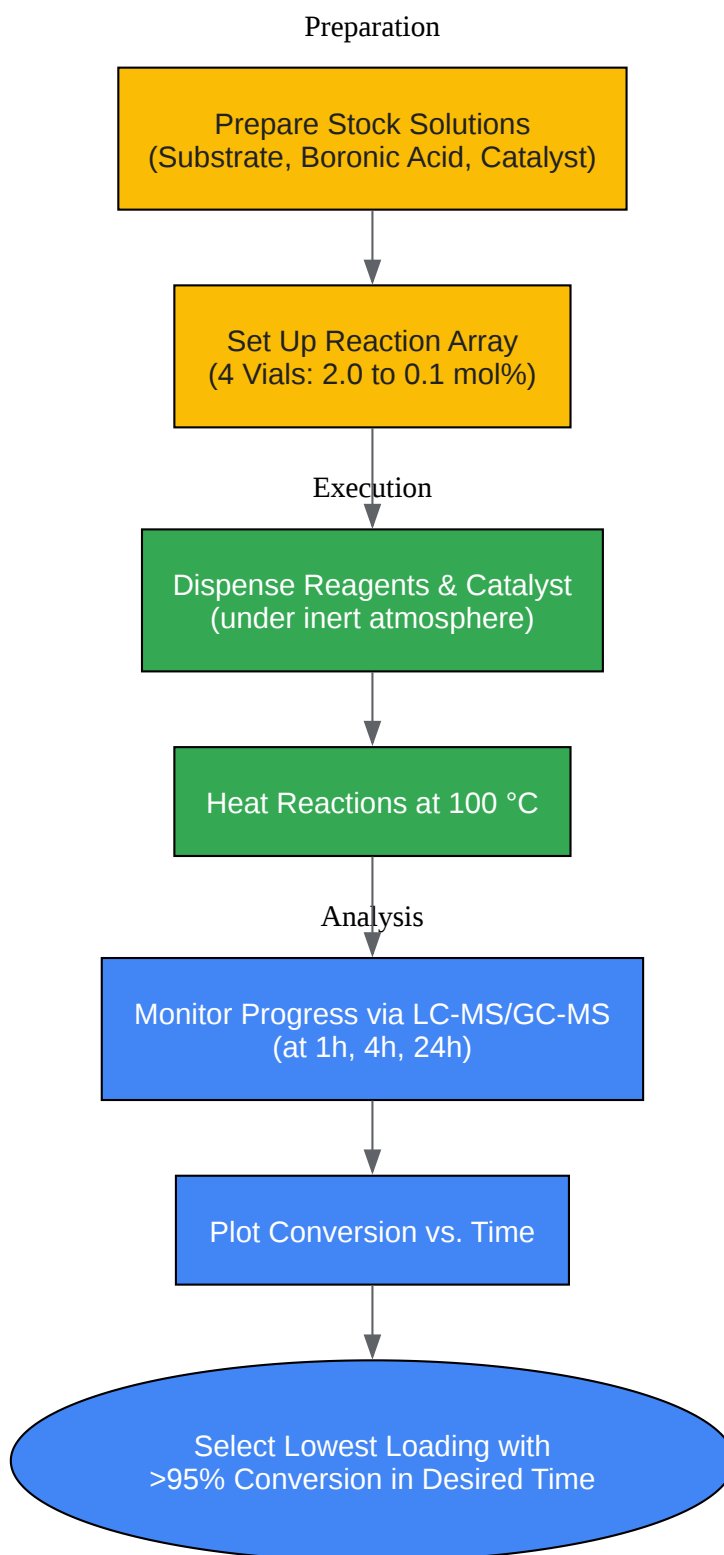 Preparation
Prepare Stock Solutions
(Substrate, Boronic Acid, Catalyst)
Set Up Reaction Array
(4 Vials: 2.0 to 0.1 mol%)
Execution
Dispense Reagents & Catalyst
(under inert atmosphere)
Heat Reactions at 100 °C
Analysis
Monitor Progress via LC-MS/GC-MS
(at 1h, 4h, 24h)
Plot Conversion vs. Time
Select Lowest Loading with
>95% Conversion in Desired Time